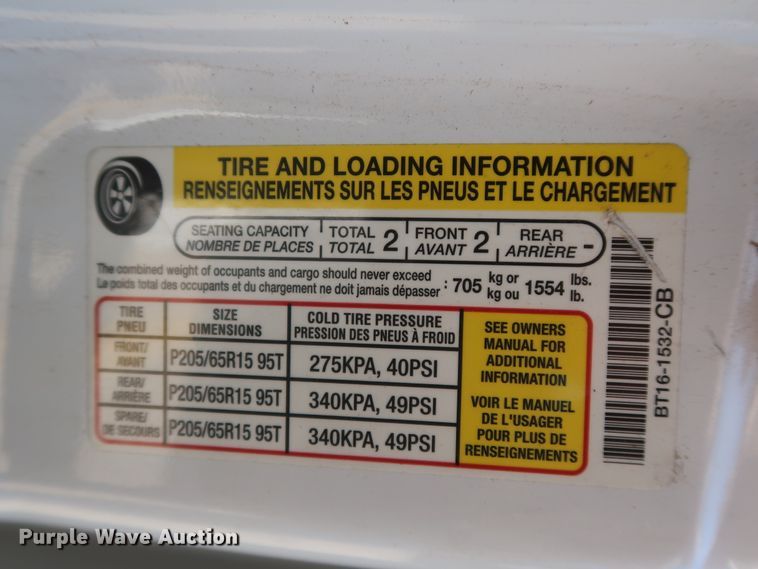 TIRE AND LOADING INFORMATION
RENSEIGNEMENTS SUR LES PNEUS ET LE CHARGEMENT
SEATING CAPACITY
NOMBRE DE PLACES
TOTAL
TOTAL 2
FRONT
AVANT 2
REAR
ARRIÈRE -
The combined weight of occupants and cargo should never exceed
Le poids total des occupants et du chargement ne doit jamais dépasser : 705 kg or 1554 lbs.
kg ou lb.
TIRE
PNEU
SIZE
DIMENSIONS
COLD TIRE PRESSURE
PRESSION DES PNEUS À FROID
FRONT/
AVANT
P205/65R15 95T
275KPA, 40PSI
REAR/
ARRIÈRE
P205/65R15 95T
340KPA, 49PSI
SPARE/
DE SECOURS
P205/65R15 95T
340KPA, 49PSI
SEE OWNERS
MANUAL FOR
ADDITIONAL
INFORMATION
VOIR LE MANUEL
DE L'USAGER
POUR PLUS DE
RENSEIGNEMENTS
BT16-1532-CB
Purple Wave Auction